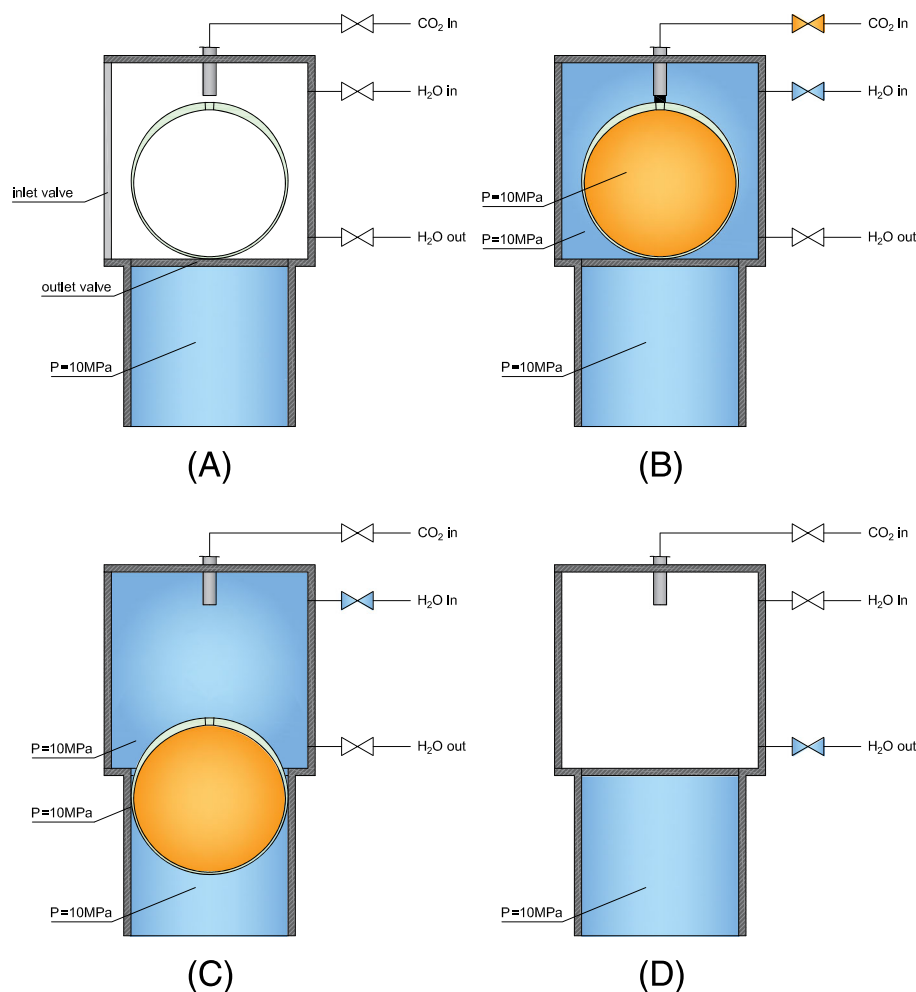 CO₂ In
H₂O in
inlet valve
H₂O out
outlet valve
P=10MPa
(A)
CO₂ In
H₂O in
P=10MPa
P=10MPa
H₂O out
P=10MPa
(B)
CO₂ in
H₂O In
P=10MPa
H₂O out
P=10MPa
P=10MPa
(C)
CO₂ in
H₂O In
H₂O out
P=10MPa
(D)